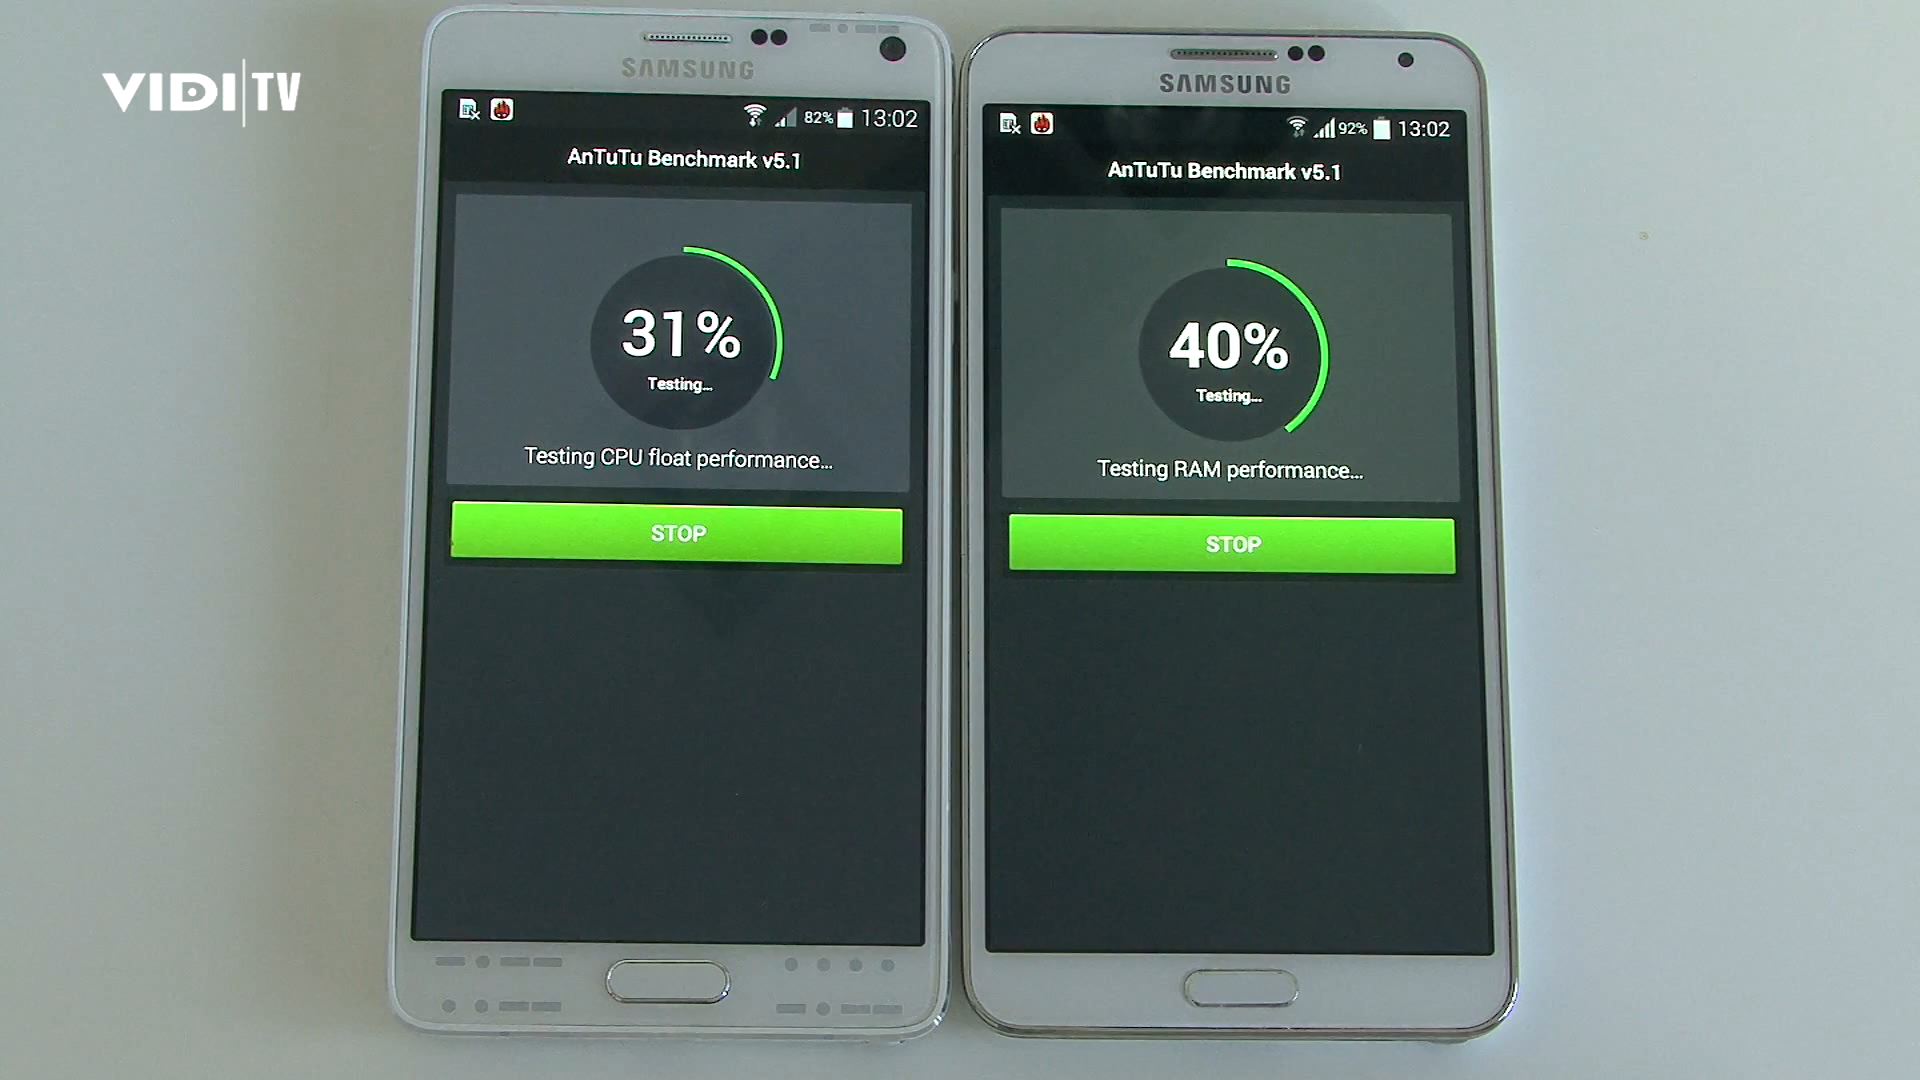 VIDI|TV
SAMSUNG
82% 13:02
AnTuTu Benchmark v5.1
31%
Testing...
Testing CPU float performance...
STOP
SAMSUNG
92% 13:02
AnTuTu Benchmark v5.1
40%
Testing...
Testing RAM performance...
STOP